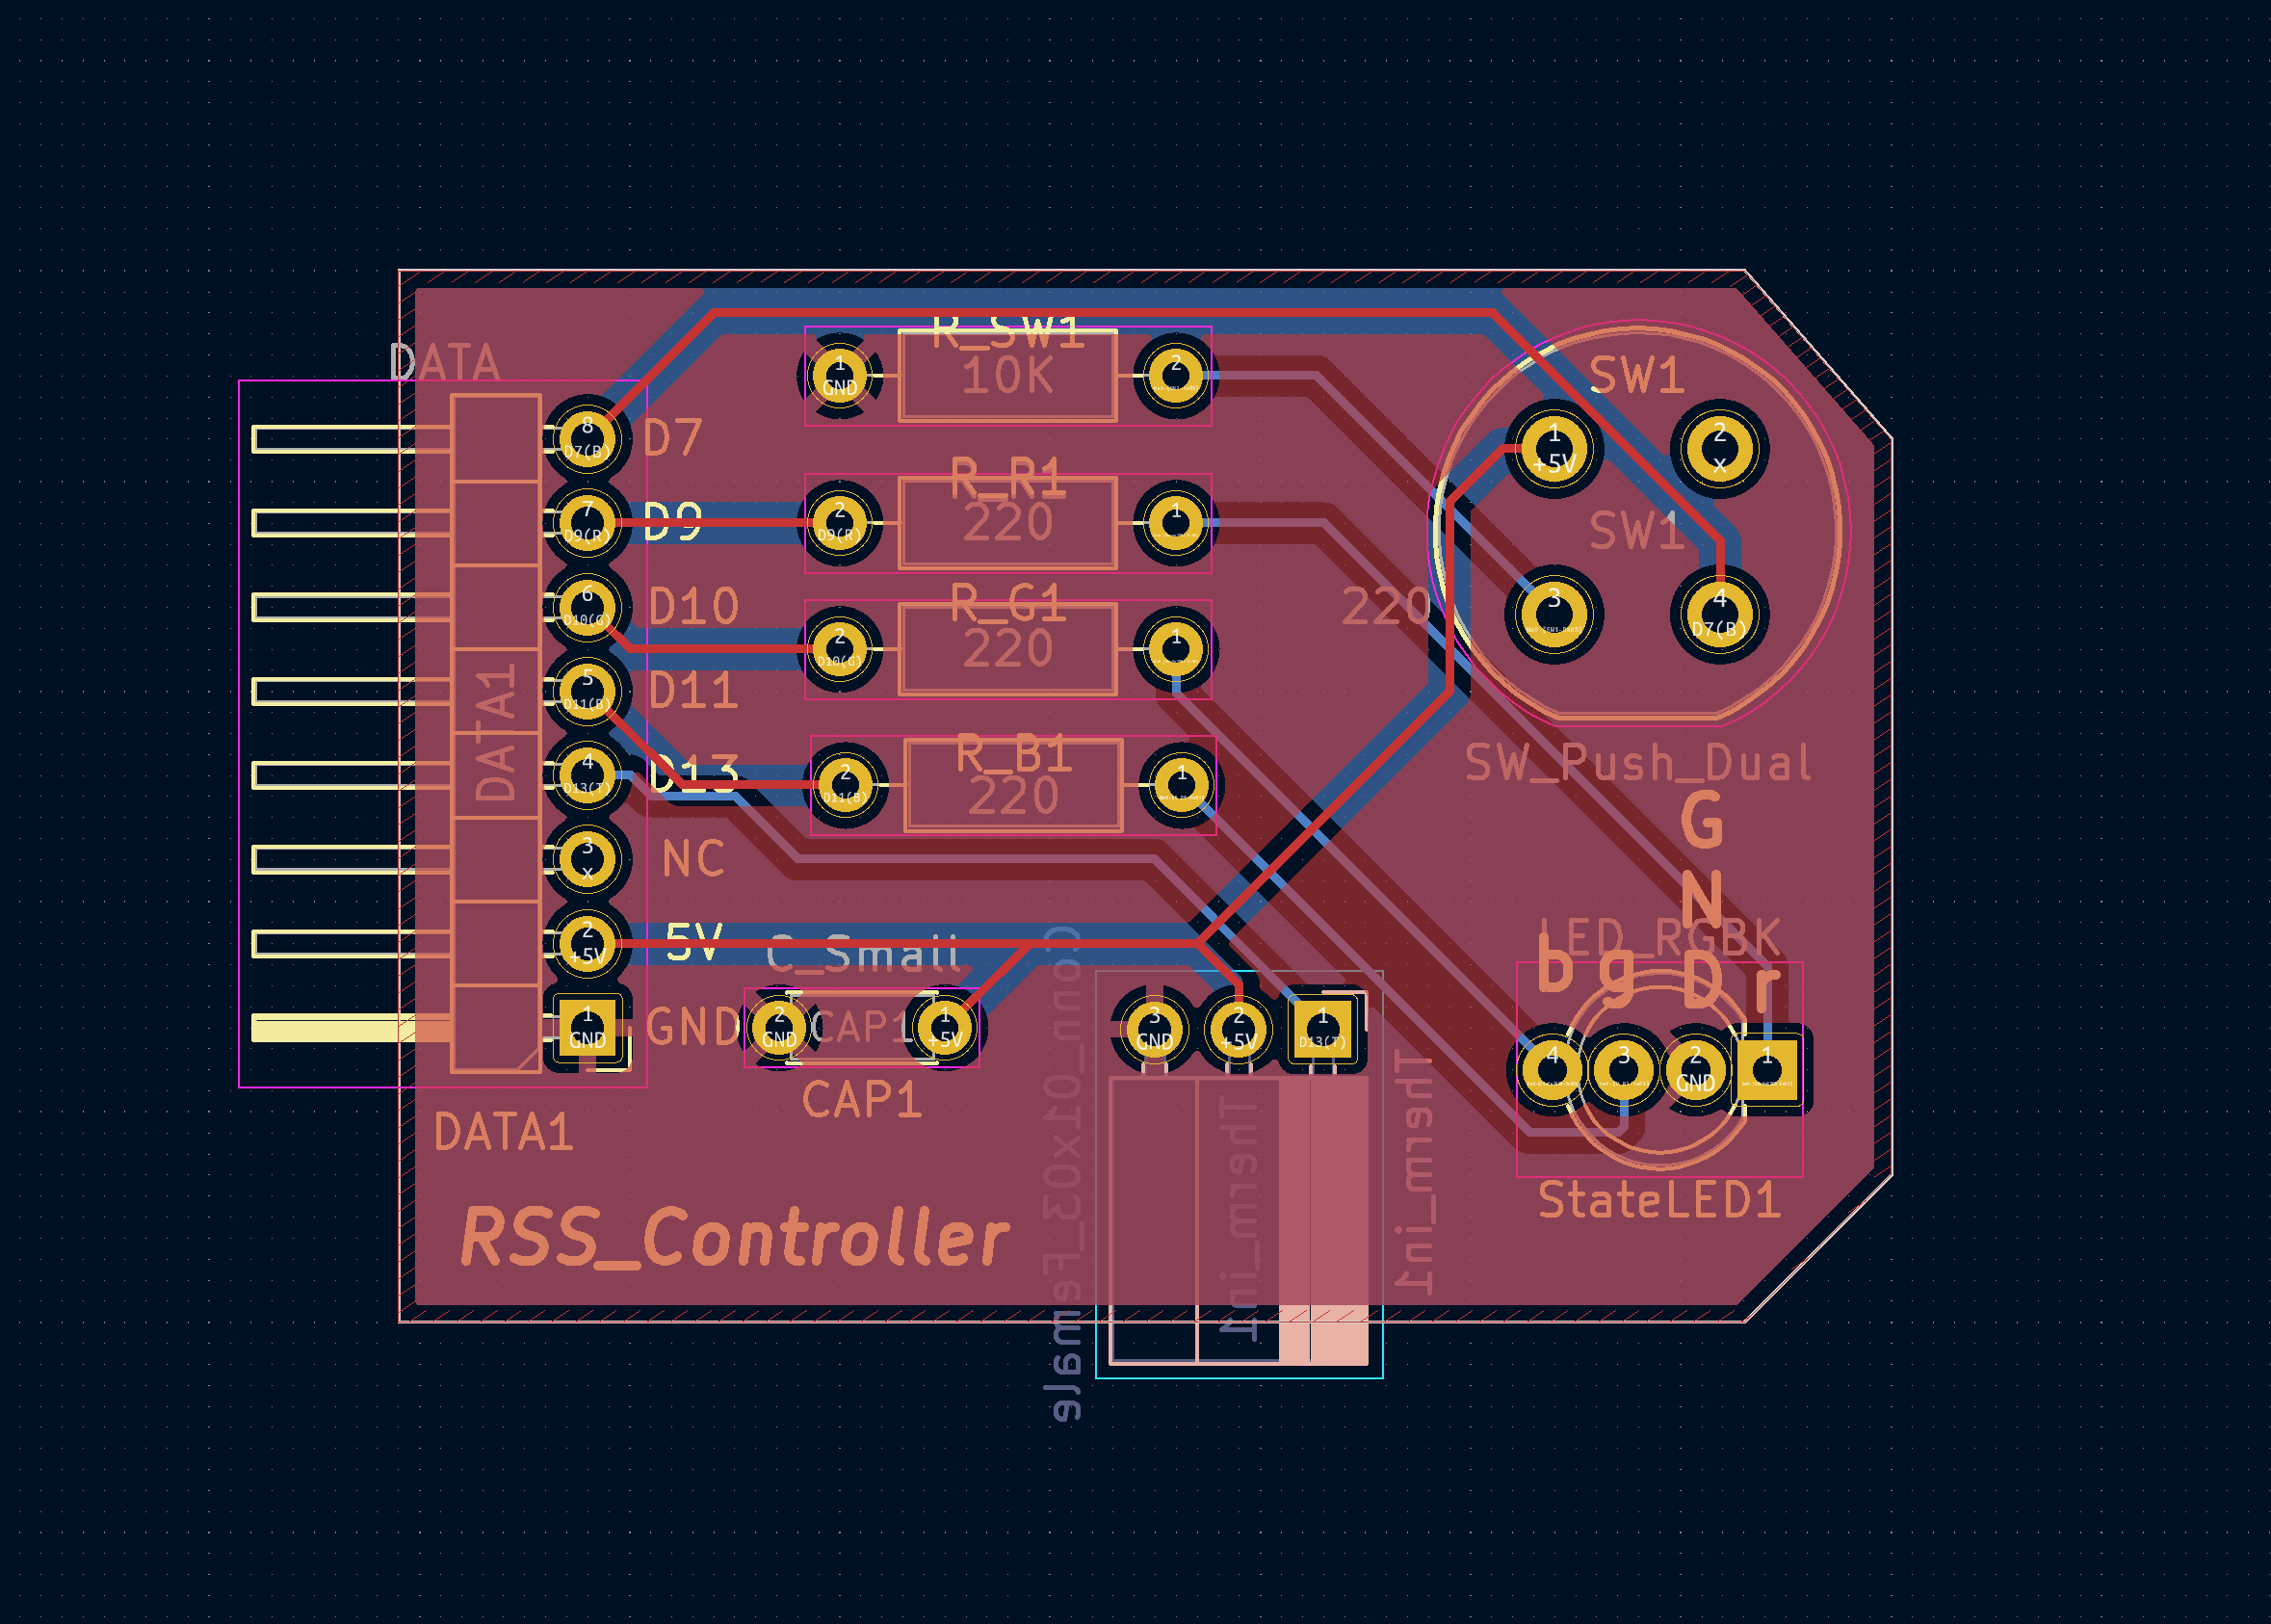 R_SW1
1
GND
10K
2
DATA
SW1
8
D7(B)
D7
1
+5V
2
x
R_R1
7
D9(R)
D9
2
D9(R)
220
1
SW1
6
D10(G)
D10
R_G1
220
3
4
D7(B)
2
D10(G)
220
1
5
D11(B)
D11
DATA1
4
D13(T)
D13
R_B1
2
D11(B)
220
1
SW_Push_Dual
G
N
D
3
x
NC
2
+5V
5V
C_Small
LED_RGBK
b g r
1
GND
GND
2
GND
CAP1
1
+5V
3
GND
2
+5V
1
D13(T)
4
3
2
GND
1
CAP1
DATA1
Conn_01x03_Female
Therm_in1
Therm_in1
StateLED1
RSS_Controller